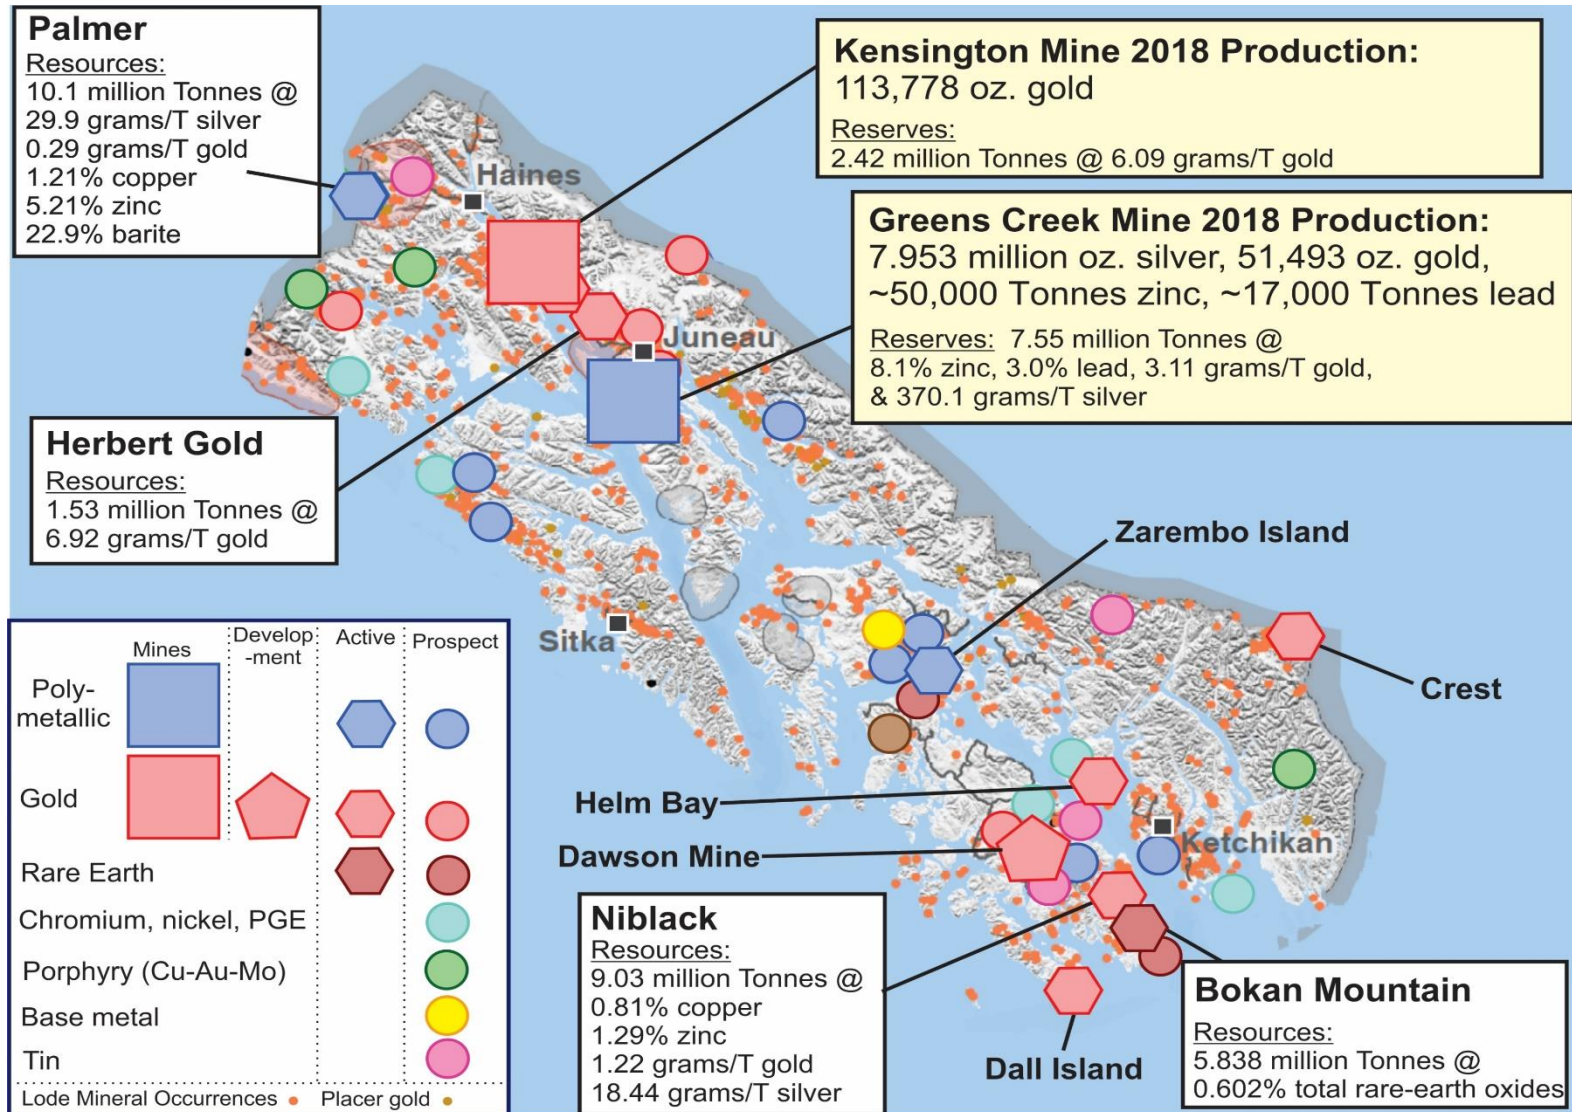 Palmer
Resources:
10.1 million Tonnes @
29.9 grams/T silver
0.29 grams/T gold
1.21% copper
5.21% zinc
22.9% barite
Kensington Mine 2018 Production:
113,778 oz. gold
Reserves:
2.42 million Tonnes @ 6.09 grams/T gold
Greens Creek Mine 2018 Production:
7.953 million oz. silver, 51,493 oz. gold,
~50,000 Tonnes zinc, ~17,000 Tonnes lead
Reserves: 7.55 million Tonnes @
8.1% zinc, 3.0% lead, 3.11 grams/T gold,
& 370.1 grams/T silver
Haines
Juneau
Herbert Gold
Resources:
1.53 million Tonnes @
6.92 grams/T gold
Zarembo Island
Sitka
Crest
Helm Bay
Dawson Mine
Ketchikan
Niblack
Resources:
9.03 million Tonnes @
0.81% copper
1.29% zinc
1.22 grams/T gold
18.44 grams/T silver
Dall Island
Bokan Mountain
Resources:
5.838 million Tonnes @
0.602% total rare-earth oxides
Mines
Develop
-ment
Active
Prospect
Poly-
metallic
Gold
Rare Earth
Chromium, nickel, PGE
Porphyry (Cu-Au-Mo)
Base metal
Tin
Lode Mineral Occurrences
Placer gold